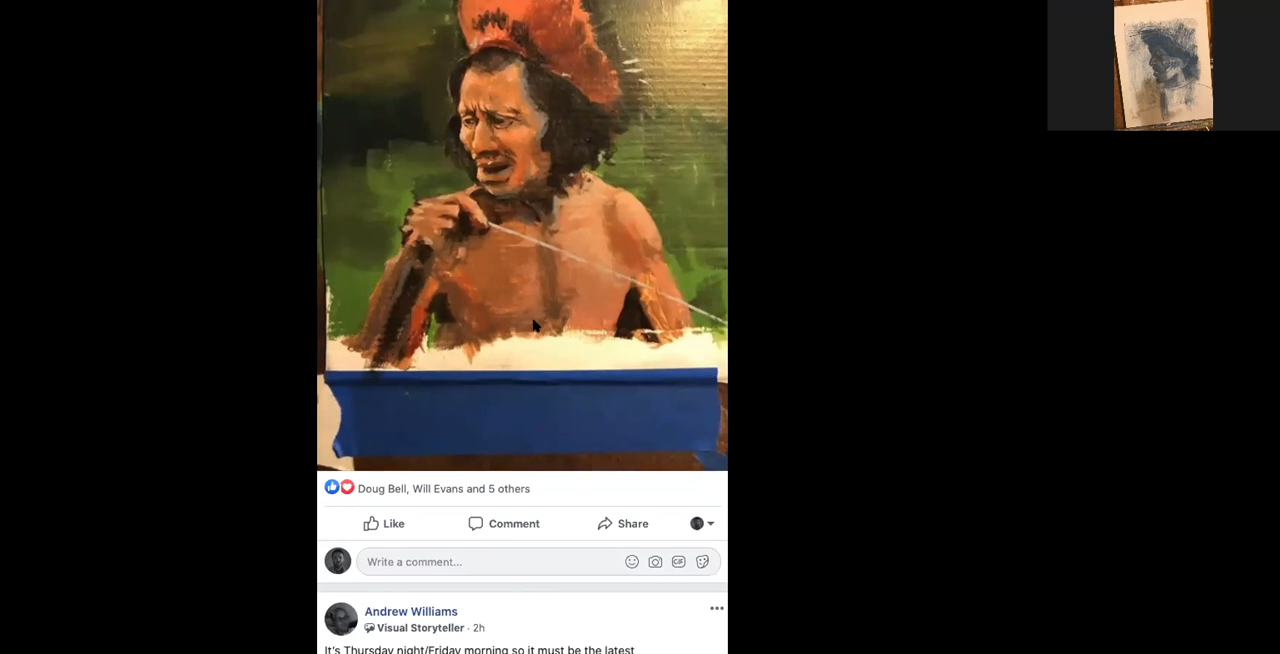 Doug Bell, Will Evans and 5 others
Like Comment Share
Write a comment... GIF
Andrew Williams
Visual Storyteller · 2h
It's Thursday night/Friday morning so it must be the latest